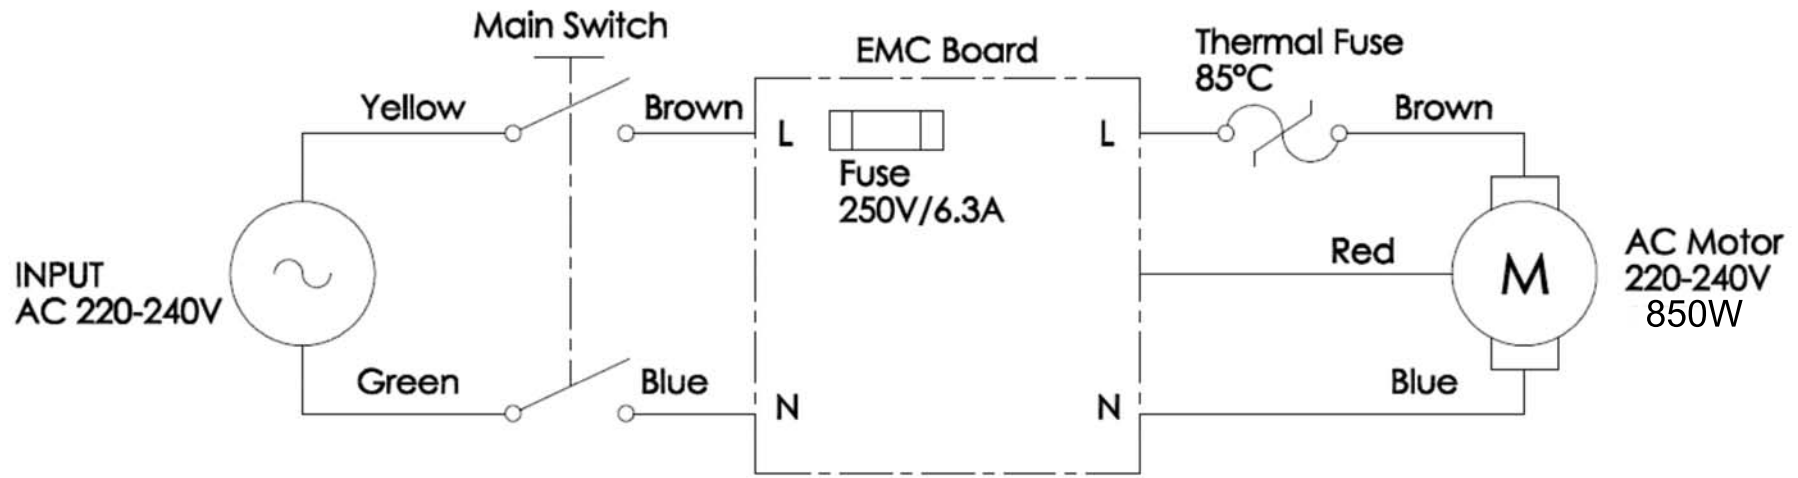 Main Switch
EMC Board
Thermal Fuse
85°C
Yellow
Brown
Brown
L
L
Fuse
250V/6.3A
INPUT
AC 220-240V
Red
M
AC Motor
220-240V
850W
Green
Blue
N
N
Blue